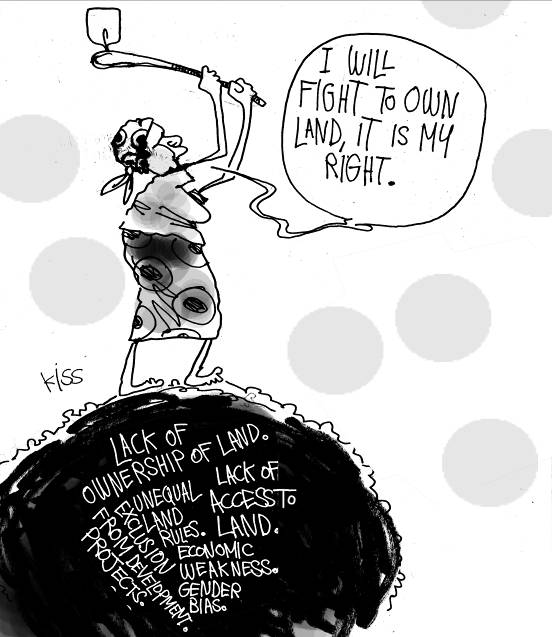 I WILL
FIGHT TO OWN
LAND, IT IS MY
RIGHT.
kiss
LACK OF
OWNERSHIP OF LAND.
UNEQUAL
LAND
RULES.
LACK OF
ACCESS TO
LAND.
EXCLUSION
FROM DEVELOPMENT.
PROJECTS.
ECONOMIC
WEAKNESS.
GENDER
BIAS.